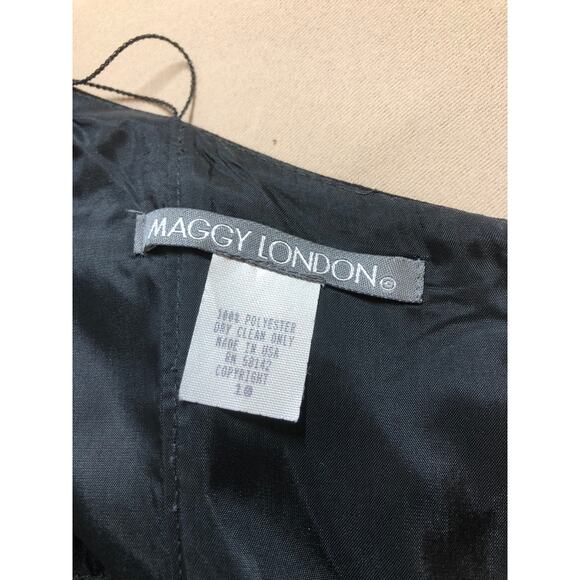 MAGGY LONDON©
100% POLYESTER
DRY CLEAN ONLY
MADE IN USA
RN 58142
COPYRIGHT
10